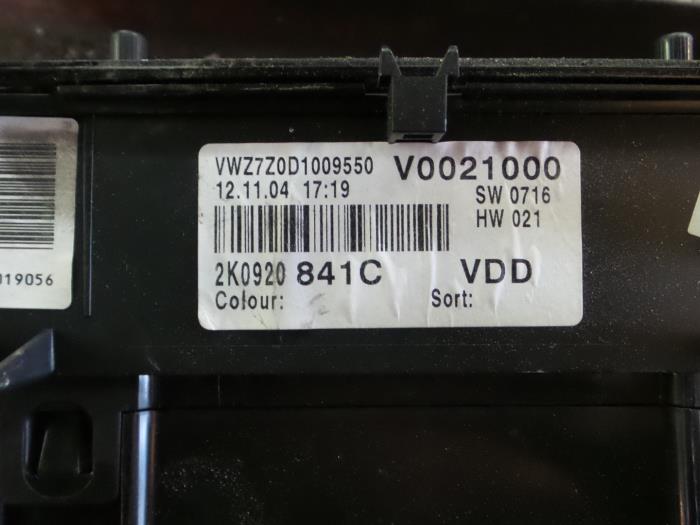 VWZ7Z0D1009550 V0021000
12.11.04 17:19 SW 0716
HW 021
2K0920 841C VDD
Colour: Sort:
019056